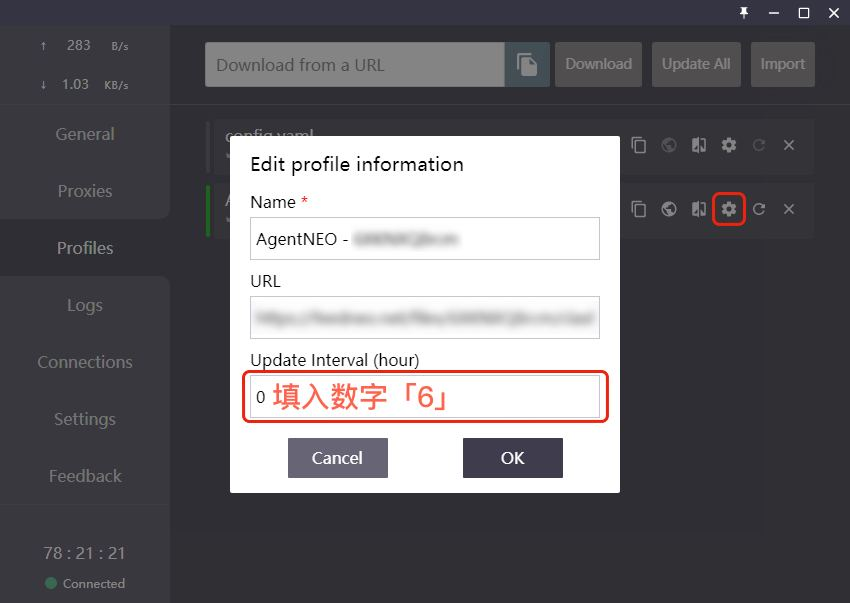 ↑ 283 B/s
↓ 1.03 KB/s
General
Proxies
Profiles
Logs
Connections
Settings
Feedback
78 : 21 : 21
Connected
Download from a URL
Download
Update All
Import
config.yaml
A
Edit profile information
Name *
AgentNEO -
URL
Update Interval (hour)
0 填入数字「6」
Cancel
OK